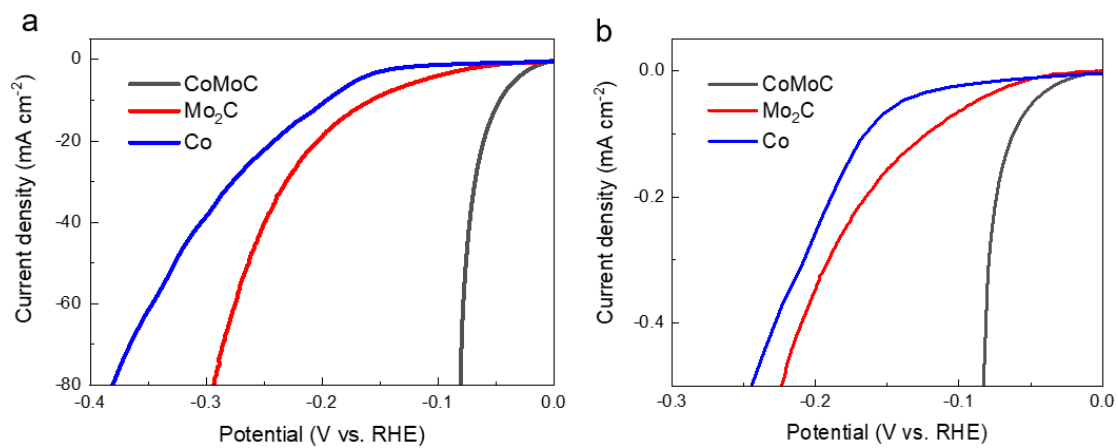 a
0
-20
-40
-60
-80
-0.4
-0.3
-0.2
-0.1
0.0
Current density (mA cm⁻²)
Potential (V vs. RHE)
CoMoC
Mo₂C
Co
b
0.0
-0.2
-0.4
-0.3
-0.2
-0.1
0.0
Current density (mA cm⁻²)
Potential (V vs. RHE)
CoMoC
Mo₂C
Co